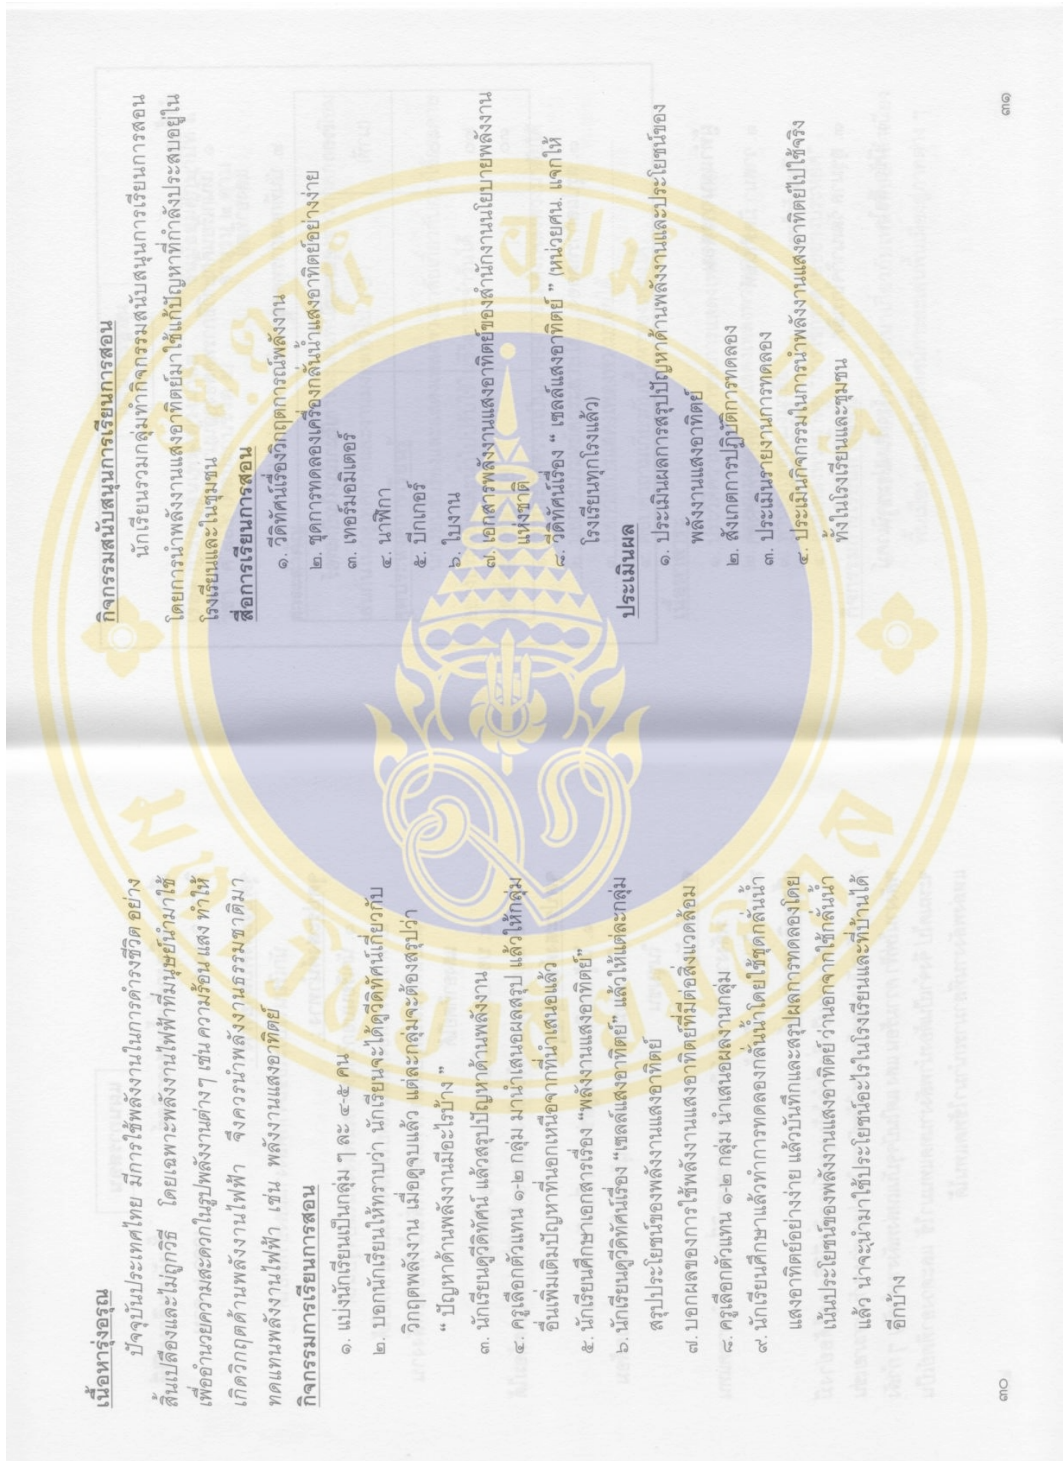 เนื้อหารุ่งอรุณ
ปัจจุบันประเทศไทย มีการใช้พลังงานในการดำรงชีวิต อย่าง
สิ้นเปลืองและไม่ถูกวิธี โดยเฉพาะพลังงานไฟฟ้าที่มนุษย์นำมาใช้
เพื่ออำนวยความสะดวกในรูปพลังงานต่าง ๆ เช่น ความร้อน แสง ทำให้
เกิดวิกฤตด้านพลังงานไฟฟ้า จึงควรนำพลังงานธรรมชาติมา
ทดแทนพลังงานไฟฟ้า เช่น พลังงานแสงอาทิตย์
กิจกรรมการเรียนการสอน
๑. แบ่งนักเรียนเป็นกลุ่ม ๆ ละ ๔-๕ คน
๒. บอกนักเรียนให้ทราบว่า นักเรียนจะได้ดูวีดิทัศน์เกี่ยวกับ
วิกฤตพลังงาน เมื่อดูจบแล้ว แต่ละกลุ่มจะต้องสรุปว่า
“ ปัญหาด้านพลังงานมีอะไรบ้าง ”
๓. นักเรียนดูวีดิทัศน์ แล้วสรุปปัญหาด้านพลังงาน
๔. ครูเลือกตัวแทน ๑-๒ กลุ่ม มานำเสนอผลสรุป แล้วให้กลุ่ม
อื่นเพิ่มเติมปัญหาที่นอกเหนือจากที่นำเสนอแล้ว
๕. นักเรียนศึกษาเอกสารเรื่อง “พลังงานแสงอาทิตย์”
๖. นักเรียนดูวีดิทัศน์เรื่อง “เซลล์แสงอาทิตย์” แล้วให้แต่ละกลุ่ม
สรุปประโยชน์ของพลังงานแสงอาทิตย์
๗. บอกผลของการใช้พลังงานแสงอาทิตย์ที่มีต่อสิ่งแวดล้อม
๘. ครูเลือกตัวแทน ๑-๒ กลุ่ม นำเสนอผลงานกลุ่ม
๙. นักเรียนศึกษาแล้วทำการทดลองกลั่นน้ำโดยใช้ชุดกลั่นน้ำ
แสงอาทิตย์อย่างง่าย แล้วบันทึกและสรุปผลการทดลองโดย
เน้นประโยชน์ของพลังงานแสงอาทิตย์ว่านอกจากใช้กลั่นน้ำ
แล้ว น่าจะนำมาใช้ประโยชน์อะไรในโรงเรียนและที่บ้านได้
อีกบ้าง
๓๐
กิจกรรมสนับสนุนการเรียนการสอน
นักเรียนรวมกลุ่มทำกิจกรรมสนับสนุนการเรียนการสอน
โดยการนำพลังงานแสงอาทิตย์มาใช้แก้ปัญหาที่กำลังประสบอยู่ใน
โรงเรียนและในชุมชน
สื่อการเรียนการสอน
๑. วีดิทัศน์เรื่องวิกฤตการณ์พลังงาน
๒. ชุดการทดลองเครื่องกลั่นน้ำแสงอาทิตย์อย่างง่าย
๓. เทอร์มอมิเตอร์
๔. นาฬิกา
๕. บีกเกอร์
๖. ใบงาน
๗. เอกสารพลังงานแสงอาทิตย์ของสำนักงานนโยบายพลังงาน
แห่งชาติ
๘. วีดิทัศน์เรื่อง “ เซลล์แสงอาทิตย์ ” (หน่วยศน. แจกให้
โรงเรียนทุกโรงแล้ว)
ประเมินผล
๑. ประเมินผลการสรุปปัญหาด้านพลังงานและประโยชน์ของ
พลังงานแสงอาทิตย์
๒. สังเกตการปฏิบัติการทดลอง
๓. ประเมินรายงานการทดลอง
๔. ประเมินกิจกรรมในการนำพลังงานแสงอาทิตย์ไปใช้จริง
ทั้งในโรงเรียนและชุมชน
๓๑
มหาวิทยาลัยมหิดล
อตฺตานํ อุปมํ กเร